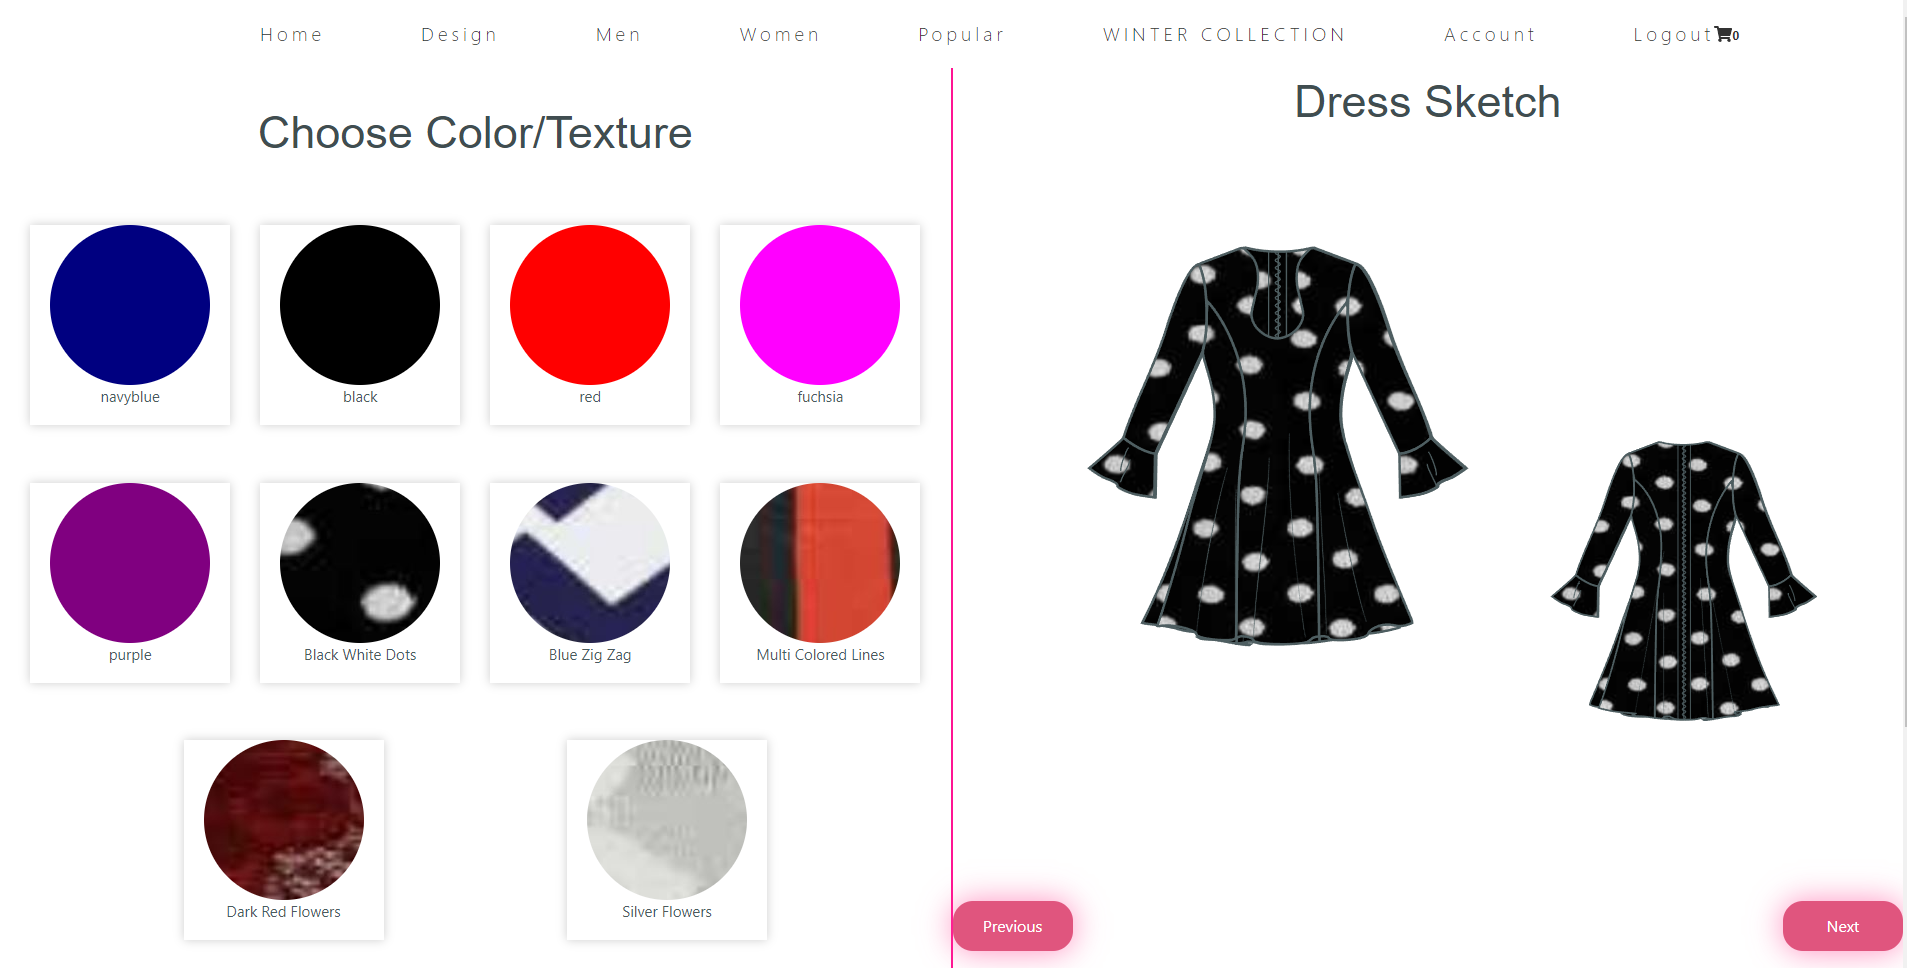 Home Design Men Women Popular WINTER COLLECTION Account Logout 0
Choose Color/Texture
navyblue black red fuchsia
purple Black White Dots Blue Zig Zag Multi Colored Lines
Dark Red Flowers Silver Flowers
Dress Sketch
Previous Next